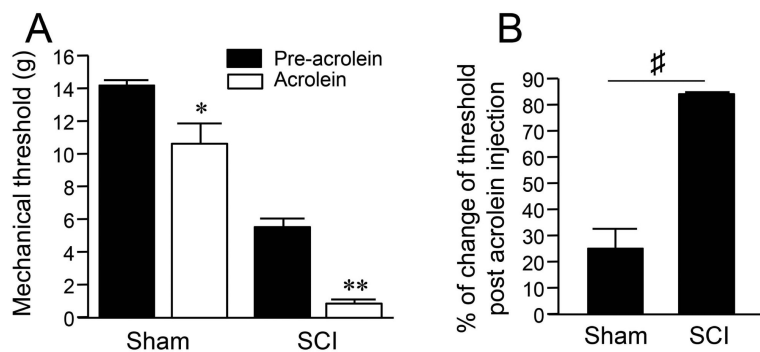 A
Mechanical threshold (g)
16
14
12
10
8
6
4
2
0
Pre-acrolein
Acrolein
*
**
Sham
SCI
B
% of change of threshold
post acrolein injection
90
80
70
60
50
40
30
20
10
0
♯
Sham
SCI